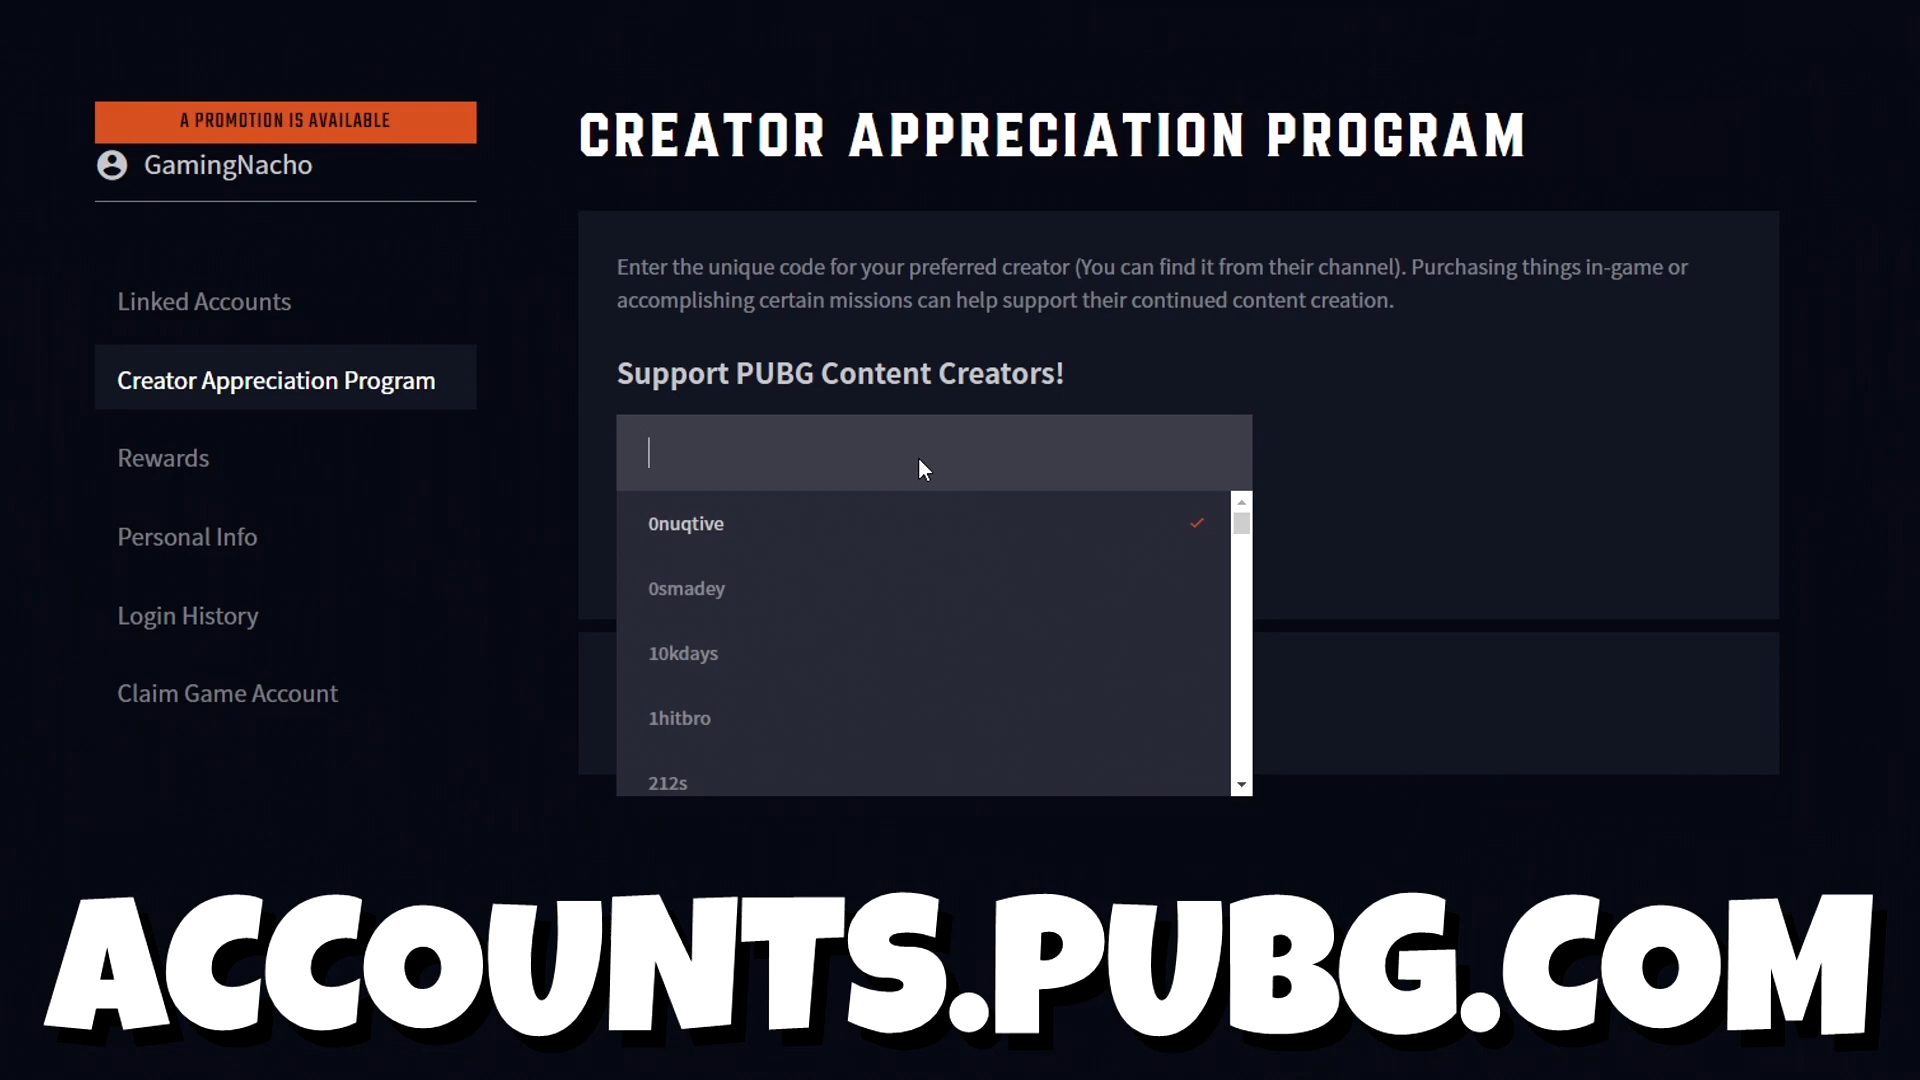 A PROMOTION IS AVAILABLE
GamingNacho
Linked Accounts
Creator Appreciation Program
Rewards
Personal Info
Login History
Claim Game Account
CREATOR APPRECIATION PROGRAM
Enter the unique code for your preferred creator (You can find it from their channel). Purchasing things in-game or
accomplishing certain missions can help support their continued content creation.
Support PUBG Content Creators!
0nuqtive
0smadey
10kdays
1hitbro
212s
ACCOUNTS.PUBG.COM